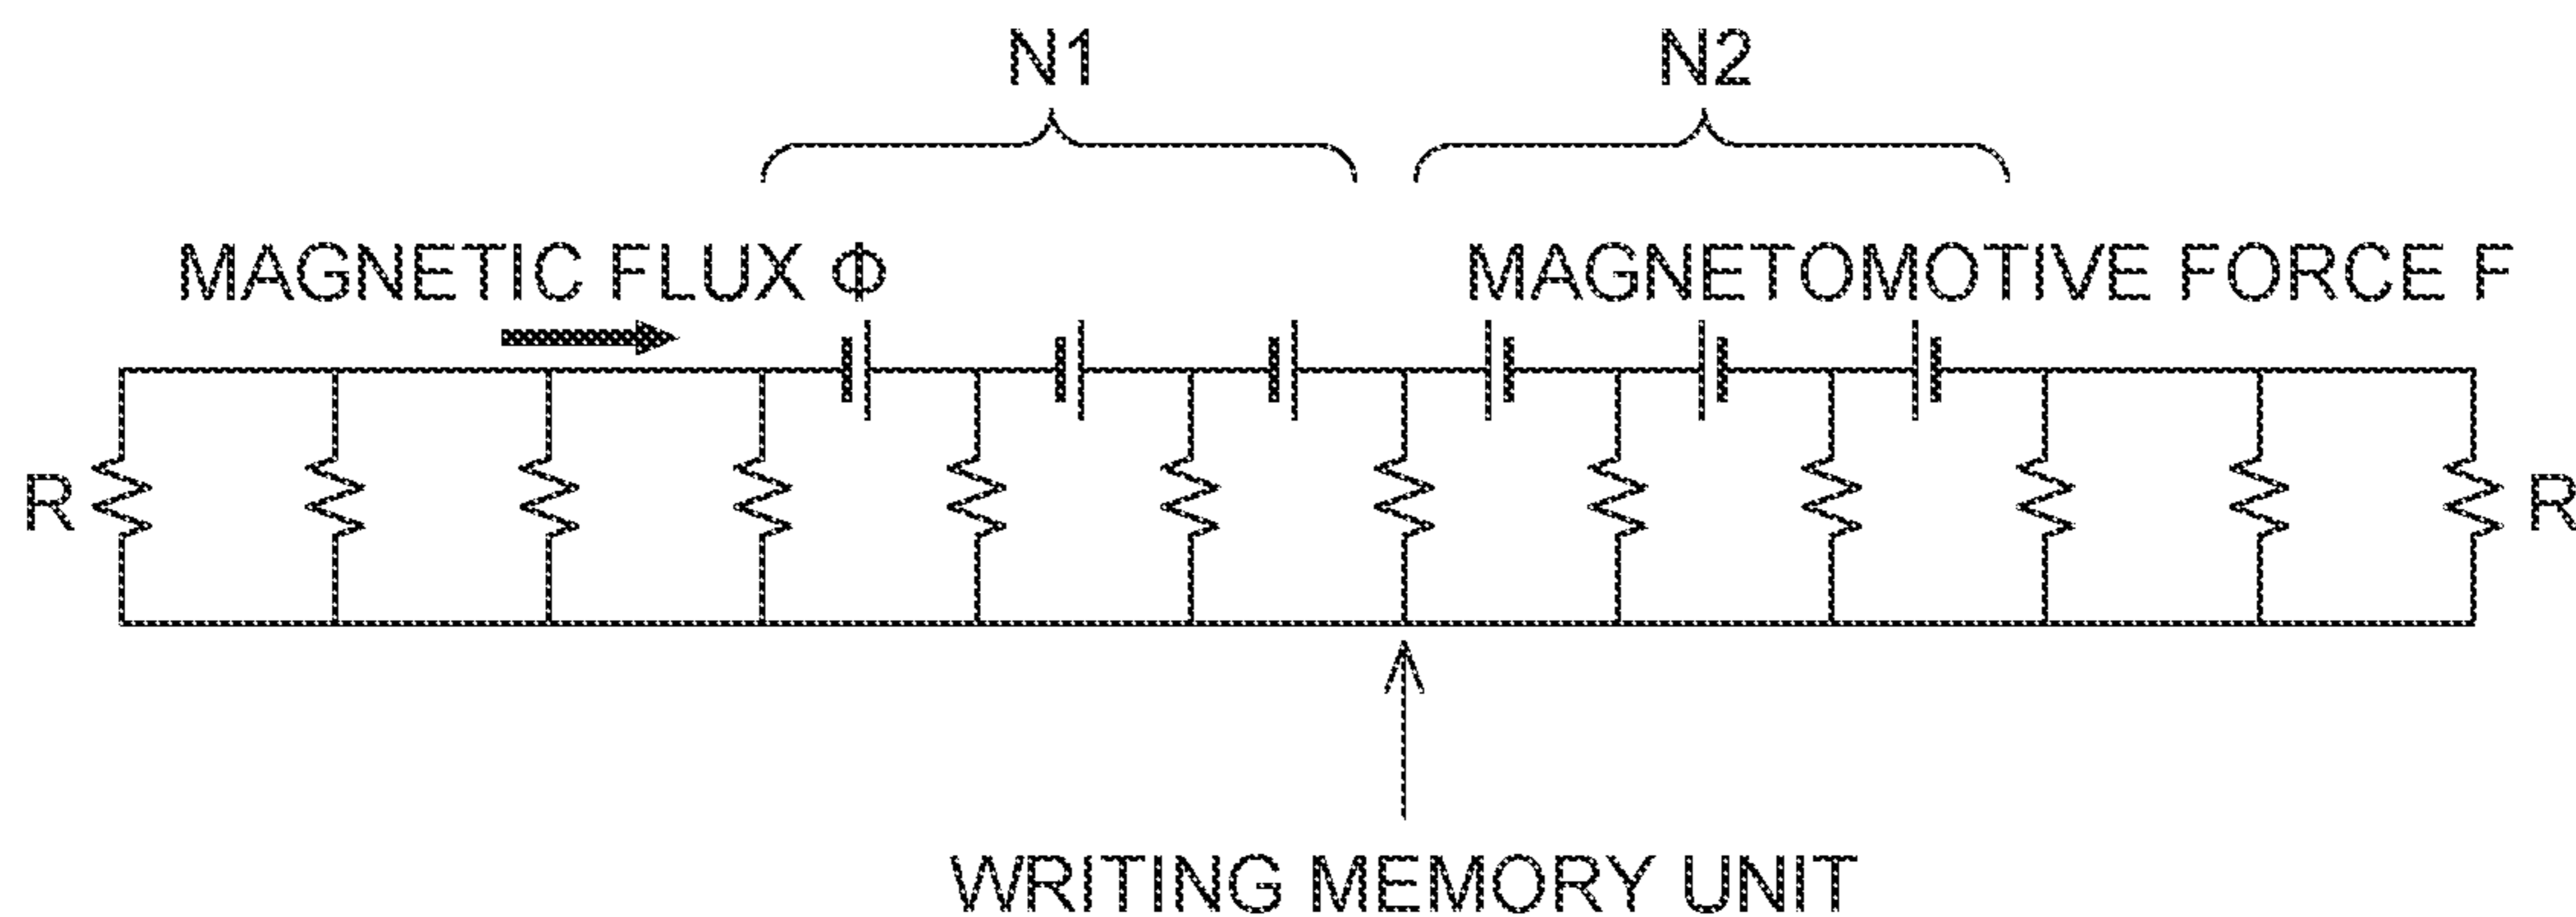 N1 N2
MAGNETIC FLUX Φ MAGNETOMOTIVE FORCE F
R R
WRITING MEMORY UNIT